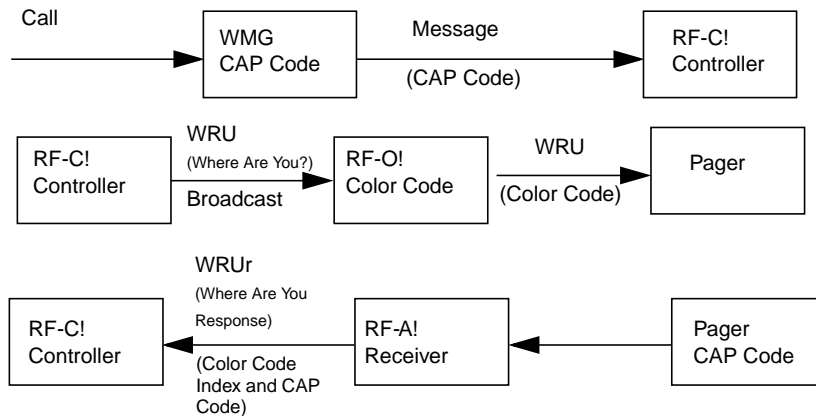 Call
WMG
CAP Code
Message
(CAP Code)
RF-C!
Controller
RF-C!
Controller
WRU
(Where Are You?)
Broadcast
RF-O!
Color Code
WRU
(Color Code)
Pager
RF-C!
Controller
WRUr
(Where Are You
Response)
(Color Code
Index and CAP
Code)
RF-A!
Receiver
Pager
CAP Code